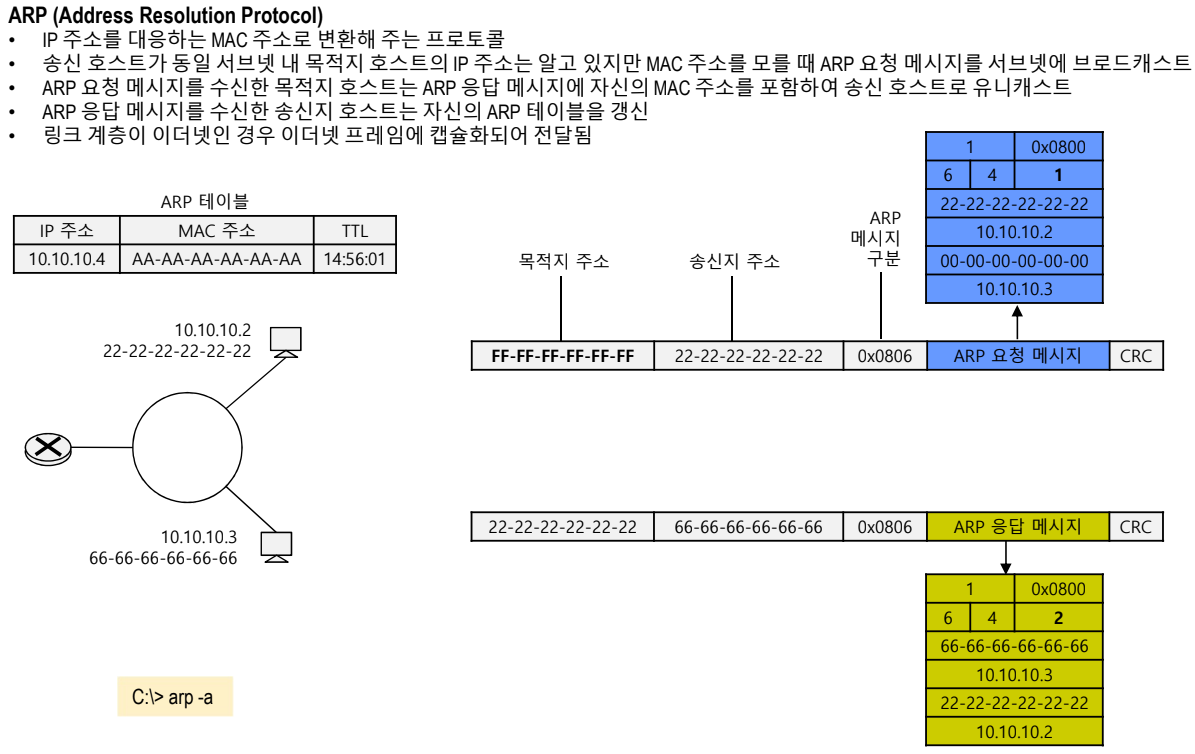 ARP (Address Resolution Protocol)
• IP 주소를 대응하는 MAC 주소로 변환해 주는 프로토콜
• 송신 호스트가 동일 서브넷 내 목적지 호스트의 IP 주소는 알고 있지만 MAC 주소를 모를 때 ARP 요청 메시지를 서브넷에 브로드캐스트
• ARP 요청 메시지를 수신한 목적지 호스트는 ARP 응답 메시지에 자신의 MAC 주소를 포함하여 송신 호스트로 유니캐스트
• ARP 응답 메시지를 수신한 송신지 호스트는 자신의 ARP 테이블을 갱신
• 링크 계층이 이더넷인 경우 이더넷 프레임에 캡슐화되어 전달됨
ARP 테이블
IP 주소 MAC 주소 TTL
10.10.10.4 AA-AA-AA-AA-AA-AA 14:56:01
10.10.10.2
22-22-22-22-22-22
10.10.10.3
66-66-66-66-66-66
C:\> arp -a
1 0x0800
6 4 1
22-22-22-22-22-22
10.10.10.2
00-00-00-00-00-00
10.10.10.3
목적지 주소
송신지 주소
ARP
메시지
구분
FF-FF-FF-FF-FF-FF 22-22-22-22-22-22 0x0806 ARP 요청 메시지 CRC
22-22-22-22-22-22 66-66-66-66-66-66 0x0806 ARP 응답 메시지 CRC
1 0x0800
6 4 2
66-66-66-66-66-66
10.10.10.3
22-22-22-22-22-22
10.10.10.2